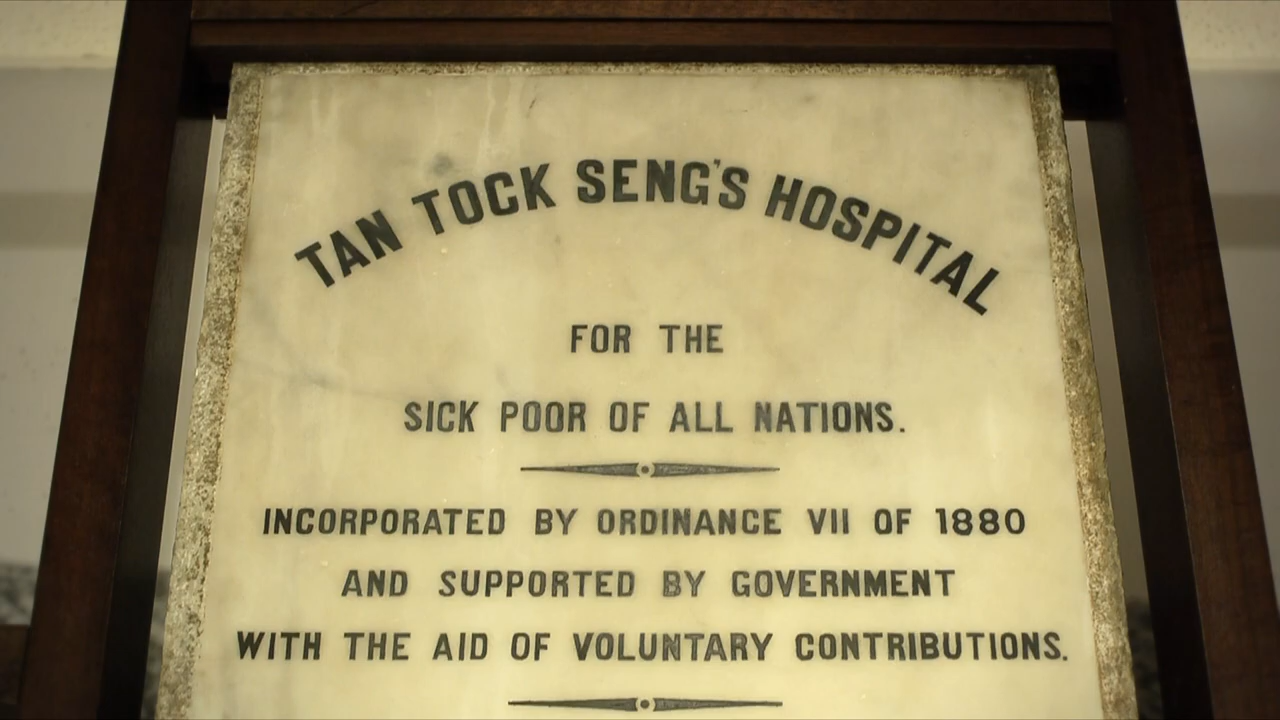 TAN TOCK SENG'S HOSPITAL
FOR THE
SICK POOR OF ALL NATIONS.
INCORPORATED BY ORDINANCE VII OF 1880
AND SUPPORTED BY GOVERNMENT
WITH THE AID OF VOLUNTARY CONTRIBUTIONS.